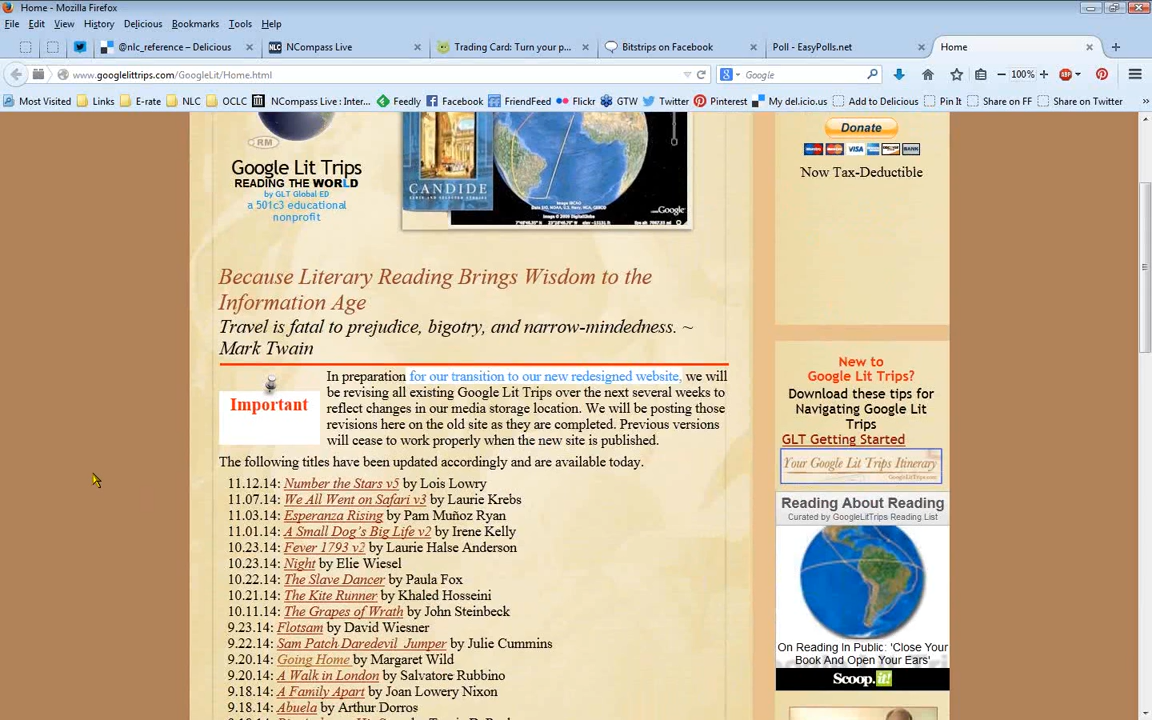 Home - Mozilla Firefox
File Edit View History Delicious Bookmarks Tools Help
@nlc_reference – Delicious
NLC NCompass Live
Trading Card: Turn your p...
Bitstrips on Facebook
Poll - EasyPolls.net
Home
www.googlelittrips.com/GoogleLit/Home.html
Google
100%
Most Visited Links E-rate NLC OCLC NCompass Live: Inter... Feedly Facebook FriendFeed Flickr GTW Twitter Pinterest My del.icio.us Add to Delicious Pin It Share on FF Share on Twitter
RM
Google Lit Trips
READING THE WORLD
by GLT Global ED
a 501c3 educational
nonprofit
CANDIDE
Google
Donate
VISA
BANK
Now Tax-Deductible
Because Literary Reading Brings Wisdom to the
Information Age
Travel is fatal to prejudice, bigotry, and narrow-mindedness. ~
Mark Twain
Important
In preparation for our transition to our new redesigned website, we will
be revising all existing Google Lit Trips over the next several weeks to
reflect changes in our media storage location. We will be posting those
revisions here on the old site as they are completed. Previous versions
will cease to work properly when the new site is published.
The following titles have been updated accordingly and are available today.
11.12.14: Number the Stars v5 by Lois Lowry
11.07.14: We All Went on Safari v3 by Laurie Krebs
11.03.14: Esperanza Rising by Pam Muñoz Ryan
11.01.14: A Small Dog's Big Life v2 by Irene Kelly
10.23.14: Fever 1793 v2 by Laurie Halse Anderson
10.23.14: Night by Elie Wiesel
10.22.14: The Slave Dancer by Paula Fox
10.21.14: The Kite Runner by Khaled Hosseini
10.11.14: The Grapes of Wrath by John Steinbeck
9.23.14: Flotsam by David Wiesner
9.22.14: Sam Patch Daredevil Jumper by Julie Cummins
9.20.14: Going Home by Margaret Wild
9.20.14: A Walk in London by Salvatore Rubbino
9.18.14: A Family Apart by Joan Lowery Nixon
9.18.14: Abuela by Arthur Dorros
New to
Google Lit Trips?
Download these tips for
Navigating Google Lit
Trips
GLT Getting Started
Your Google Lit Trips Itinerary
GoogleLitTrips.com
Reading About Reading
Curated by GoogleLitTrips Reading List
On Reading In Public: 'Close Your
Book And Open Your Ears'
Scoop.it!